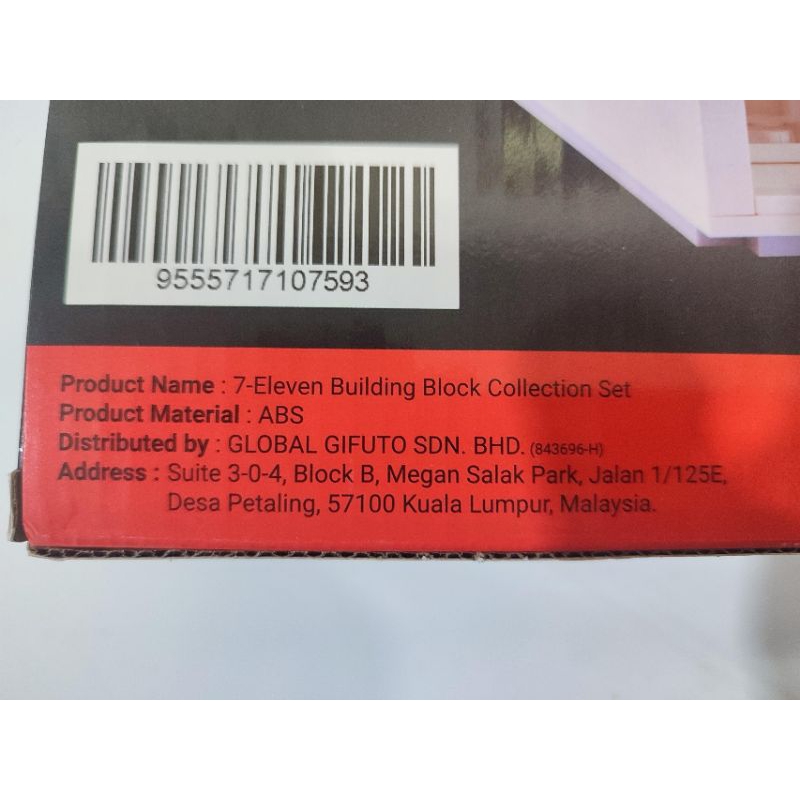 9555717107593
Product Name : 7-Eleven Building Block Collection Set
Product Material : ABS
Distributed by : GLOBAL GIFUTO SDN. BHD. (843696-H)
Address : Suite 3-0-4, Block B, Megan Salak Park, Jalan 1/125E,
Desa Petaling, 57100 Kuala Lumpur, Malaysia.